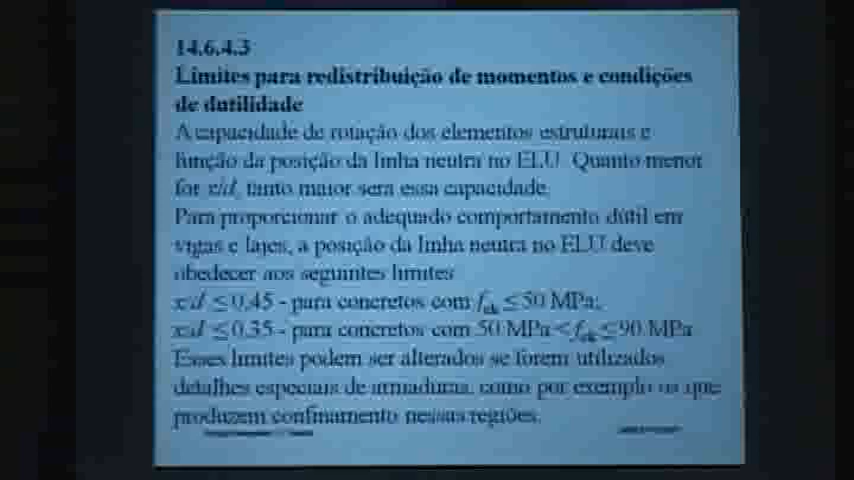 14.6.4.3
Limites para redistribuição de momentos e condições
de dutilidade
A capacidade de rotação dos elementos estruturais é
função da posição da linha neutra no ELU. Quanto menor
for x/d, tanto maior será essa capacidade.
Para proporcionar o adequado comportamento dútil em
vigas e lajes, a posição da linha neutra no ELU deve
obedecer aos seguintes limites
x/d ≤ 0,45 - para concretos com fck ≤ 50 MPa;
x/d ≤ 0,35 - para concretos com 50 MPa < fck ≤ 90 MPa
Esses limites podem ser alterados se forem utilizados
detalhes especiais de armaduras, como por exemplo os que
produzem confinamento nessas regiões.